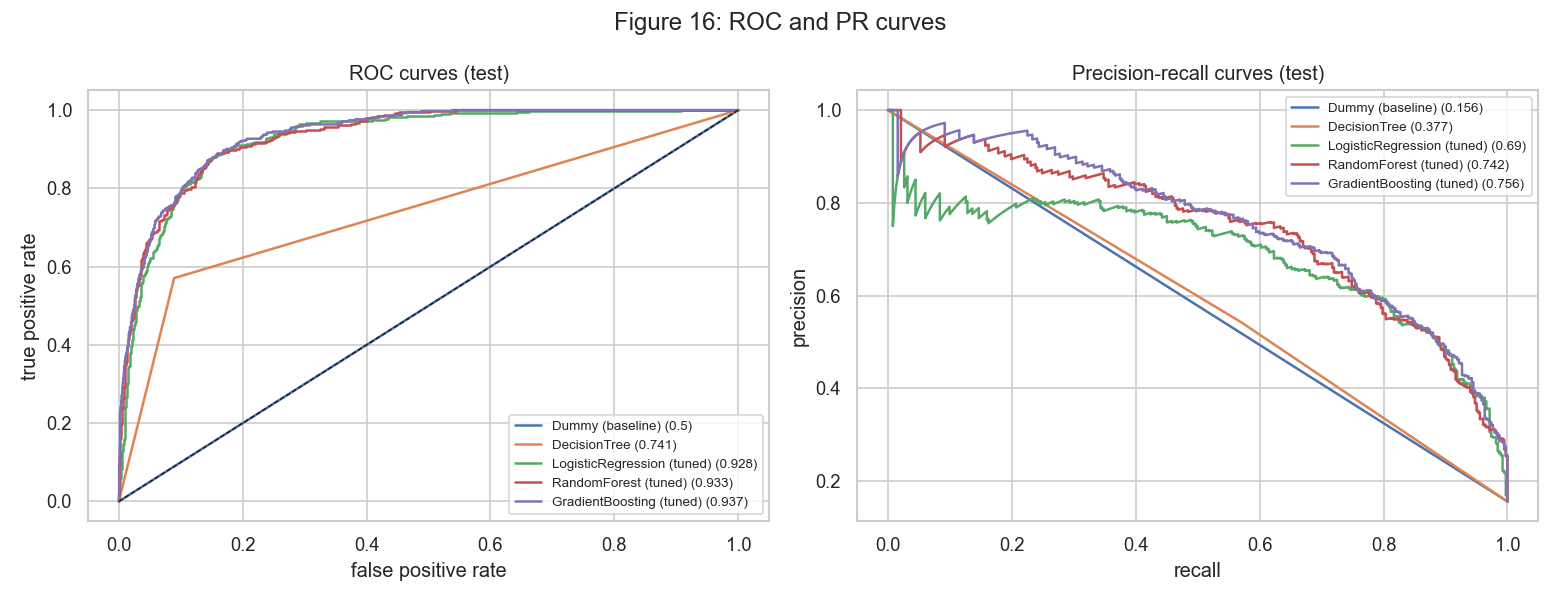 Figure 16: ROC and PR curves
ROC curves (test)
1.0
0.8
0.6
0.4
0.2
0.0
true positive rate
0.0 0.2 0.4 0.6 0.8 1.0
false positive rate
Dummy (baseline) (0.5)
DecisionTree (0.741)
LogisticRegression (tuned) (0.928)
RandomForest (tuned) (0.933)
GradientBoosting (tuned) (0.937)
Precision-recall curves (test)
1.0
0.8
0.6
0.4
0.2
precision
0.0 0.2 0.4 0.6 0.8 1.0
recall
Dummy (baseline) (0.156)
DecisionTree (0.377)
LogisticRegression (tuned) (0.69)
RandomForest (tuned) (0.742)
GradientBoosting (tuned) (0.756)